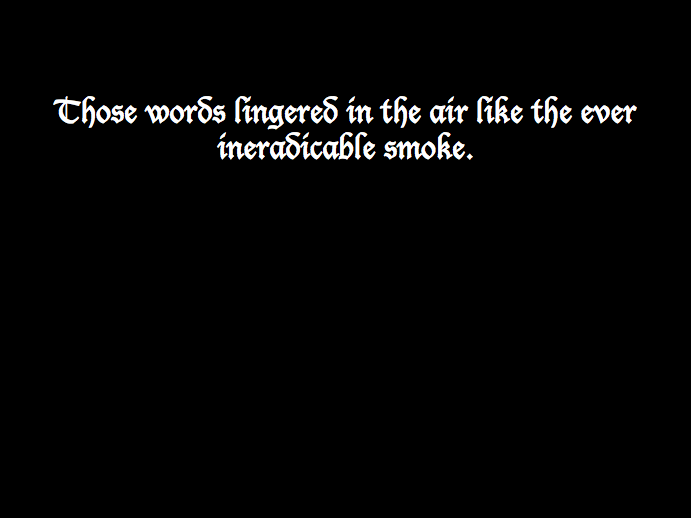 Those words lingered in the air like the ever
ineradicable smoke.